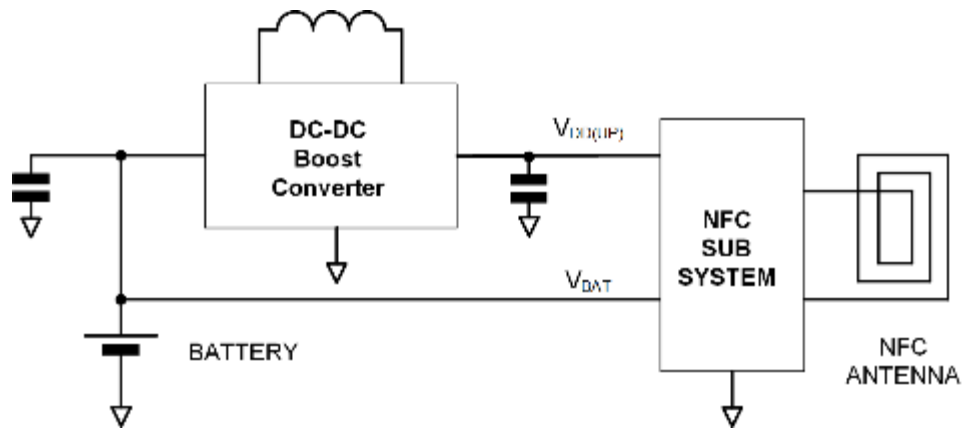 DC-DC
Boost
Converter
VDD(UP)
NFC
SUB
SYSTEM
VBAT
BATTERY
NFC
ANTENNA